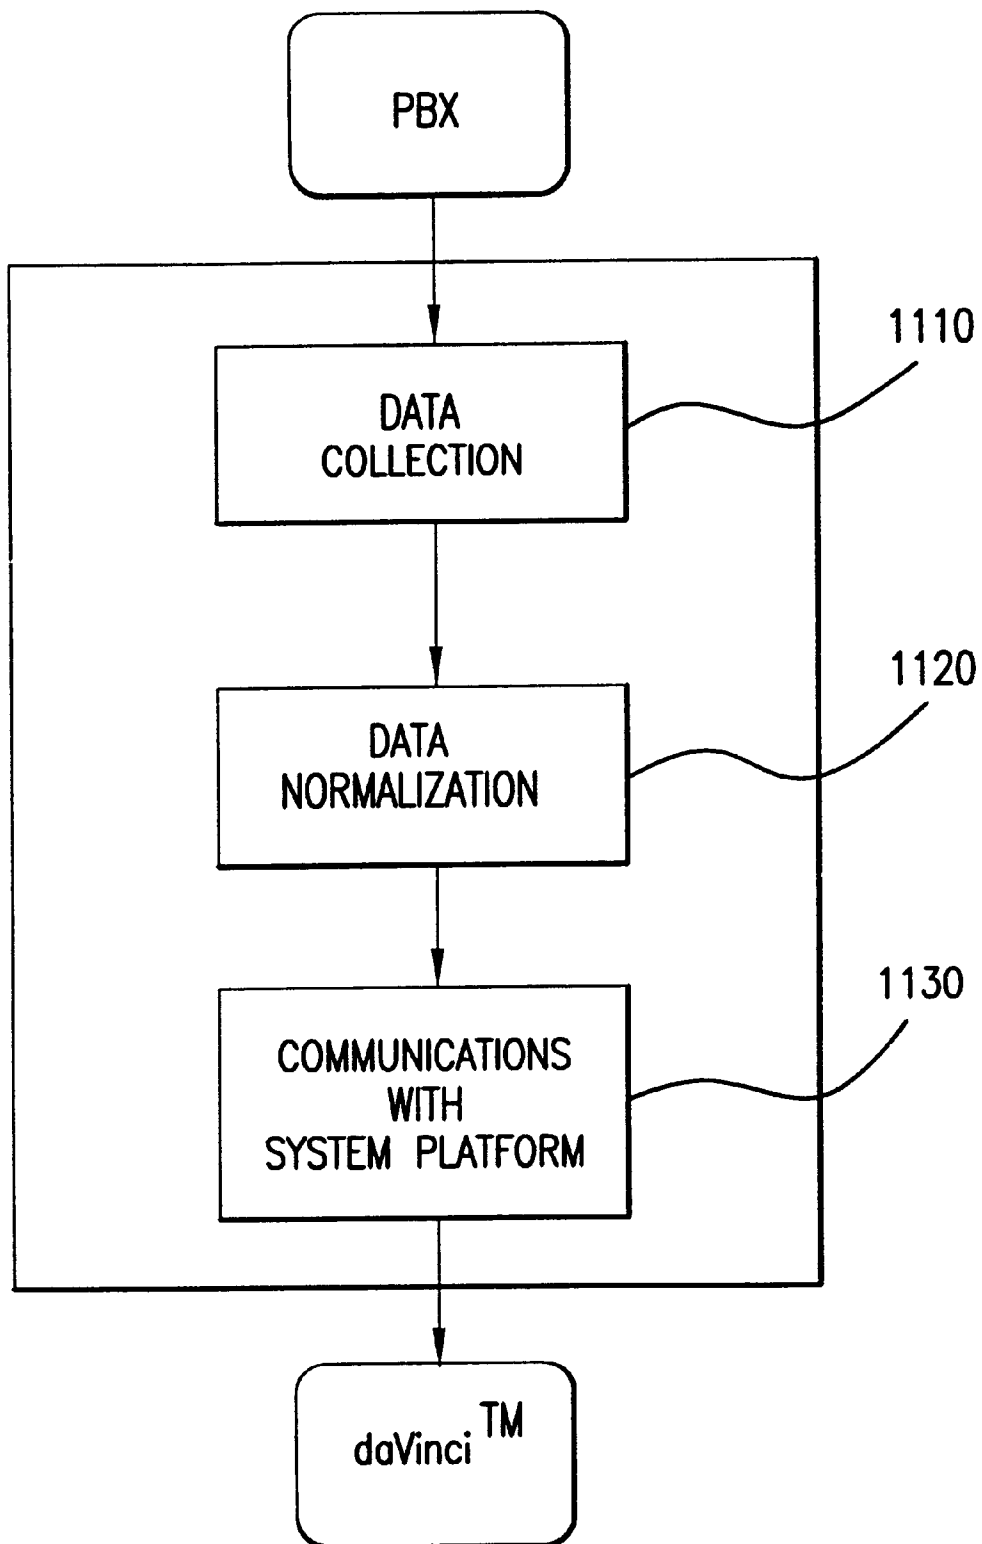 PBX
1110
DATA
COLLECTION
1120
DATA
NORMALIZATION
1130
COMMUNICATIONS
WITH
SYSTEM PLATFORM
daVinci TM